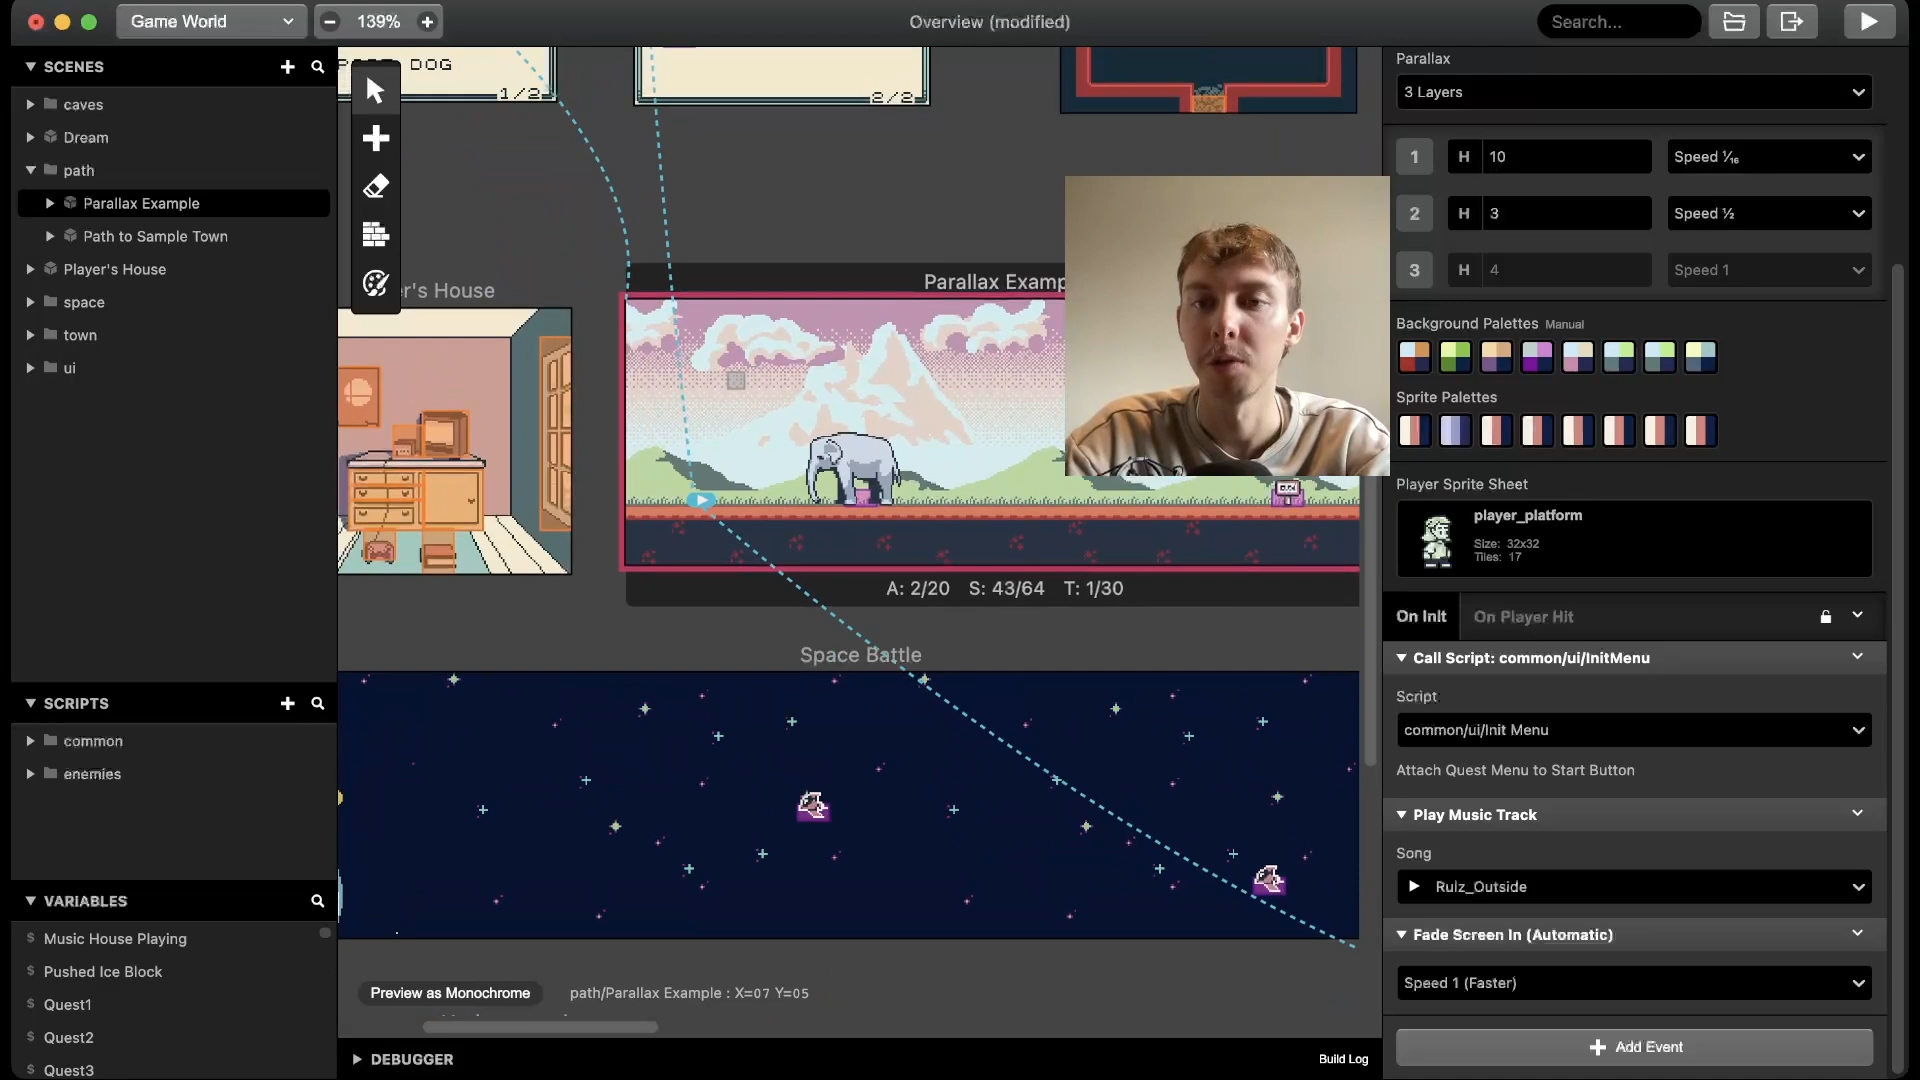 Game World
139%
Overview (modified)
Search...
SCENES
caves
Dream
path
Parallax Example
Path to Sample Town
Player's House
space
town
ui
SCRIPTS
common
enemies
VARIABLES
$ Music House Playing
$ Pushed Ice Block
$ Quest1
$ Quest2
$ Quest3
DOG
1/2
2/2
er's House
Parallax Examp
A: 2/20 S: 43/64 T: 1/30
Space Battle
Preview as Monochrome
path/Parallax Example : X=07 Y=05
DEBUGGER
Build Log
Parallax
3 Layers
1 H 10 Speed 1/16
2 H 3 Speed ½
3 H 4 Speed 1
Background Palettes Manual
Sprite Palettes
Player Sprite Sheet
player_platform
Size: 32x32
Tiles: 17
On Init
On Player Hit
Call Script: common/ui/InitMenu
Script
common/ui/Init Menu
Attach Quest Menu to Start Button
Play Music Track
Song
Rulz_Outside
Fade Screen In (Automatic)
Speed 1 (Faster)
Add Event